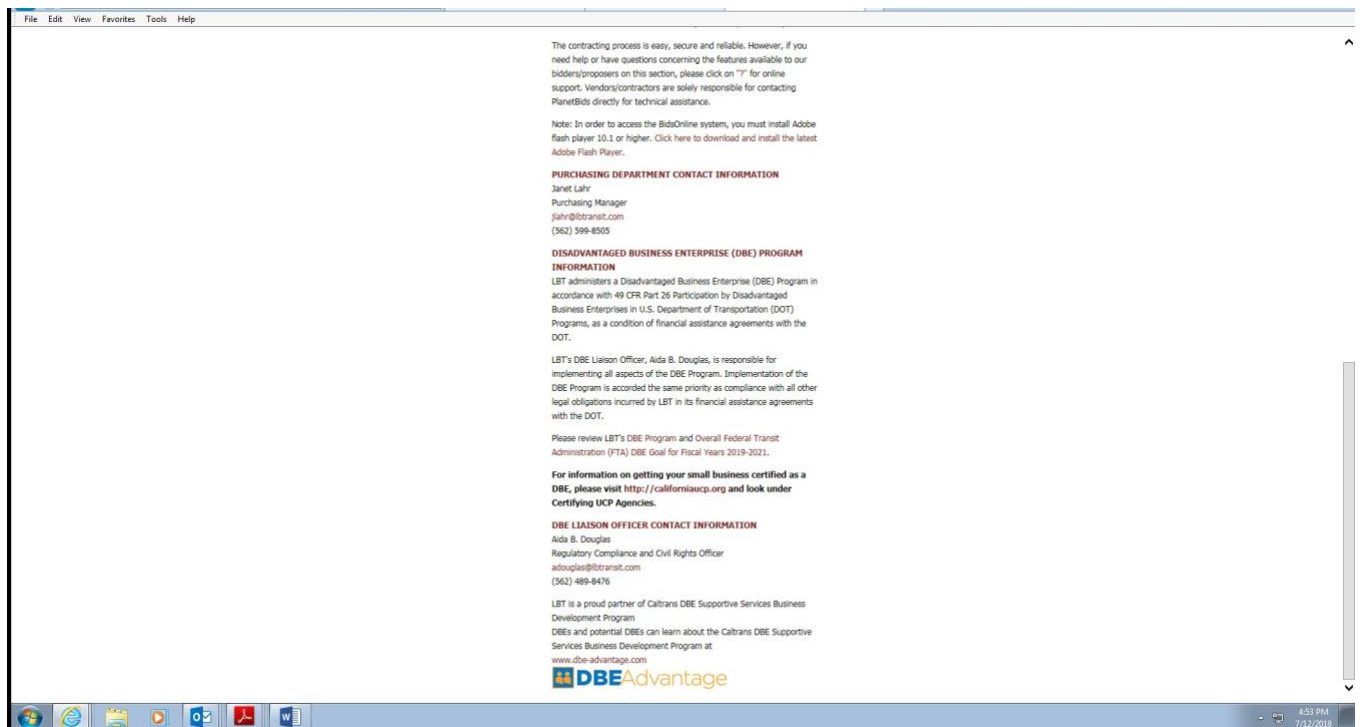 File Edit View Favorites Tools Help
The contracting process is easy, secure and reliable. However, if you
need help or have questions concerning the features available to our
bidders/proposers on this section, please click on "?" for online
support. Vendors/contractors are solely responsible for contacting
PlanetBids directly for technical assistance.
Note: In order to access the BidsOnline system, you must install Adobe
flash player 10.1 or higher. Click here to download and install the latest
Adobe Flash Player.
PURCHASING DEPARTMENT CONTACT INFORMATION
Janet Lahr
Purchasing Manager
jlahr@lbtransit.com
(562) 599-8505
DISADVANTAGED BUSINESS ENTERPRISE (DBE) PROGRAM
INFORMATION
LBT administers a Disadvantaged Business Enterprise (DBE) Program in
accordance with 49 CFR Part 26 Participation by Disadvantaged
Business Enterprises in U.S. Department of Transportation (DOT)
Programs, as a condition of financial assistance agreements with the
DOT.
LBT's DBE Liaison Officer, Aida B. Douglas, is responsible for
implementing all aspects of the DBE Program. Implementation of the
DBE Program is accorded the same priority as compliance with all other
legal obligations incurred by LBT in its financial assistance agreements
with the DOT.
Please review LBT's DBE Program and Overall Federal Transit
Administration (FTA) DBE Goal for Fiscal Years 2019-2021.
For information on getting your small business certified as a
DBE, please visit http://californiaucp.org and look under
Certifying UCP Agencies.
DBE LIAISON OFFICER CONTACT INFORMATION
Aida B. Douglas
Regulatory Compliance and Civil Rights Officer
adouglas@lbtransit.com
(562) 489-8476
LBT is a proud partner of Caltrans DBE Supportive Services Business
Development Program
DBEs and potential DBEs can learn about the Caltrans DBE Supportive
Services Business Development Program at
www.dbe-advantage.com
DBEAdvantage
4:53 PM
7/12/2018